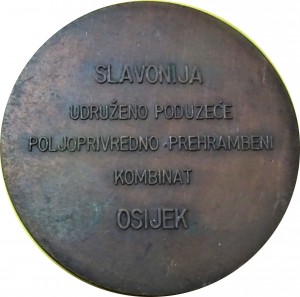 SLAVONIJA
UDRUŽENO PODUZEĆE
POLJOPRIVREDNO-PREHRAMBENI
KOMBINAT
OSIJEK